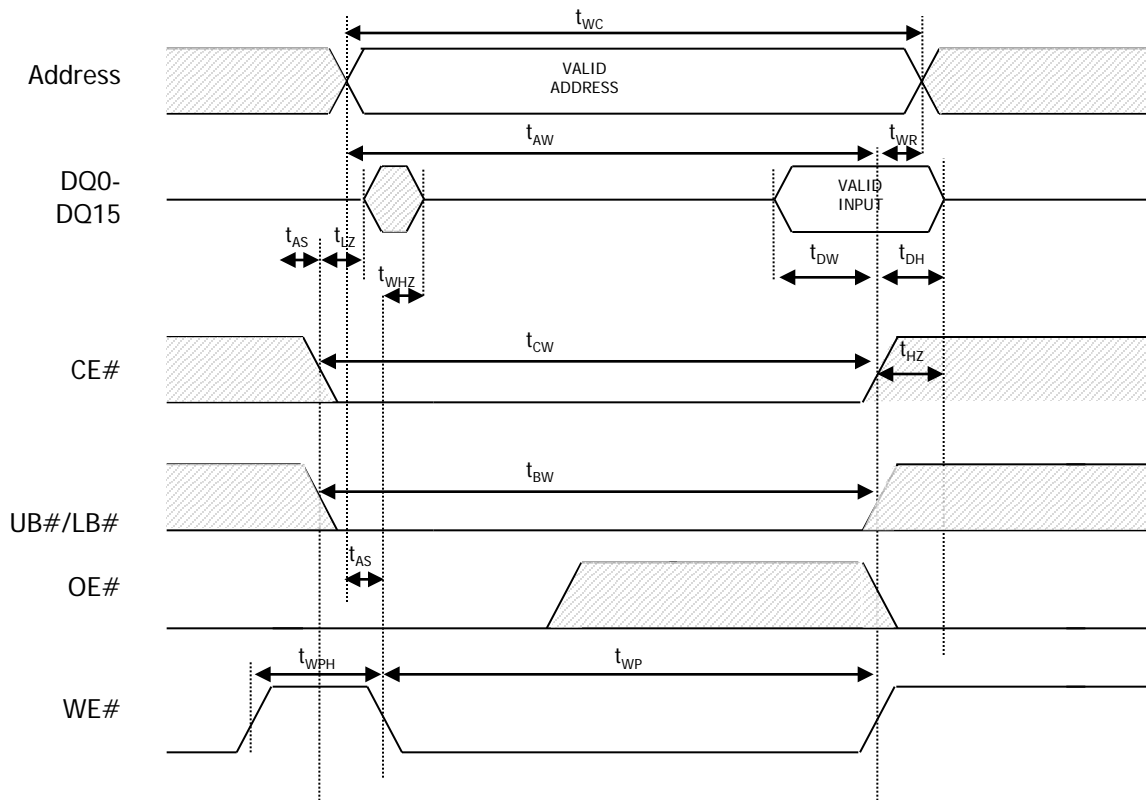 tWC
Address
VALID
ADDRESS
tAW
tWR
DQ0-
DQ15
VALID
INPUT
tAS
tLZ
tWHZ
tDW
tDH
CE#
tCW
tHZ
UB#/LB#
tBW
tAS
OE#
tWPH
tWP
WE#